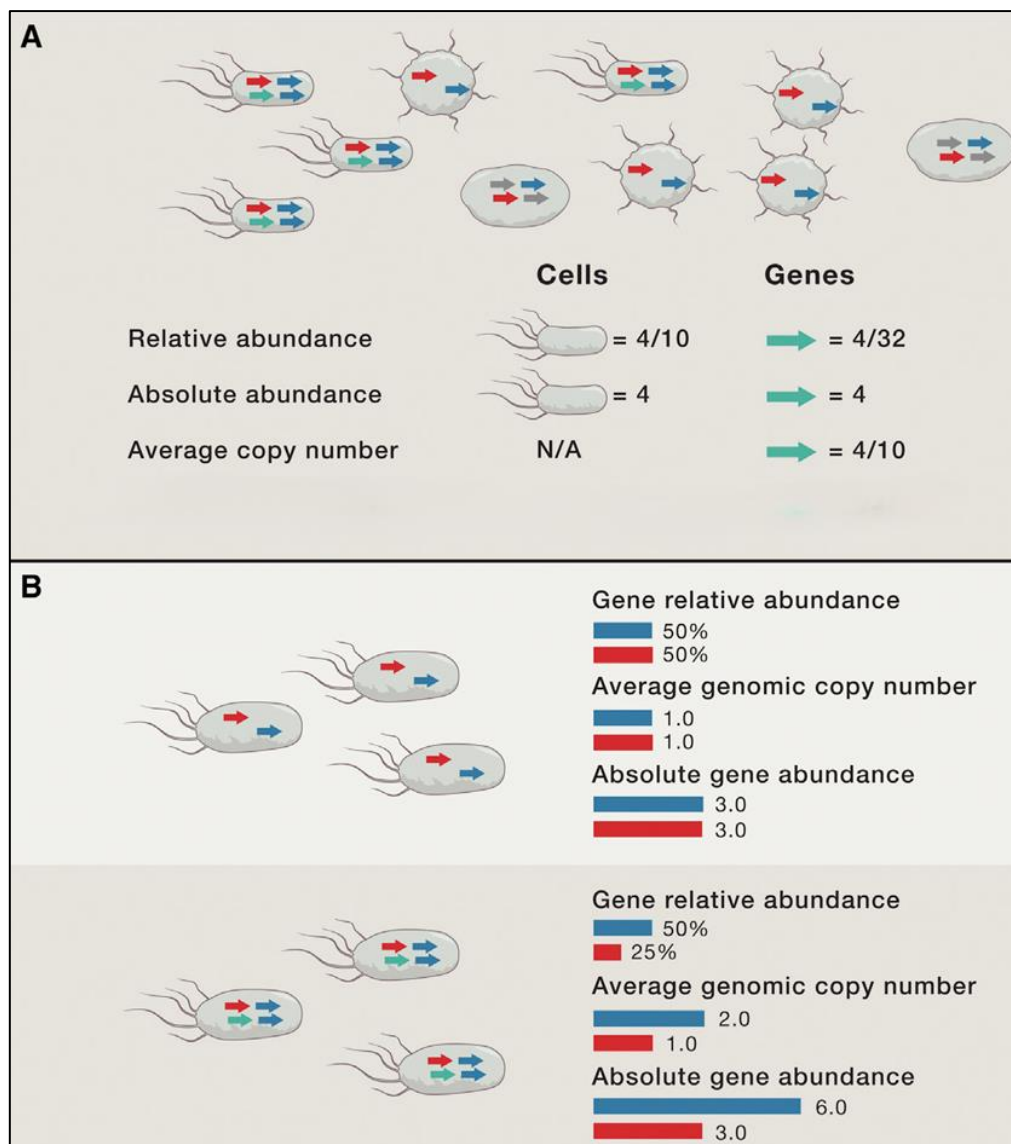 A
Cells Genes
Relative abundance = 4/10 = 4/32
Absolute abundance = 4 = 4
Average copy number N/A = 4/10
B
Gene relative abundance
50%
50%
Average genomic copy number
1.0
1.0
Absolute gene abundance
3.0
3.0
Gene relative abundance
50%
25%
Average genomic copy number
2.0
1.0
Absolute gene abundance
6.0
3.0